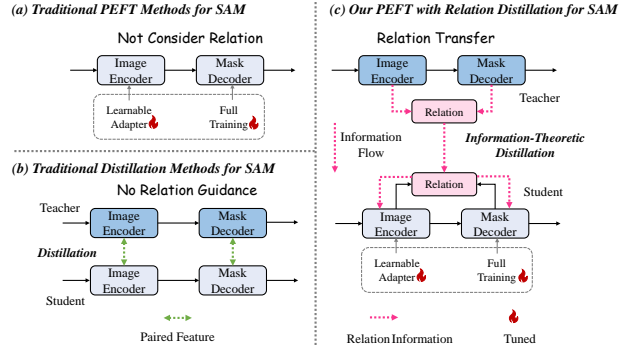 (a) Traditional PEFT Methods for SAM
Not Consider Relation
Image
Encoder
Mask
Decoder
Learnable
Adapter
Full
Training
(b) Traditional Distillation Methods for SAM
No Relation Guidance
Teacher
Image
Encoder
Mask
Decoder
Distillation
Image
Encoder
Mask
Decoder
Student
Paired Feature
(c) Our PEFT with Relation Distillation for SAM
Relation Transfer
Image
Encoder
Mask
Decoder
Teacher
Relation
Information
Flow
Information-Theoretic
Distillation
Relation
Student
Image
Encoder
Mask
Decoder
Learnable
Adapter
Full
Training
Relation Information
Tuned